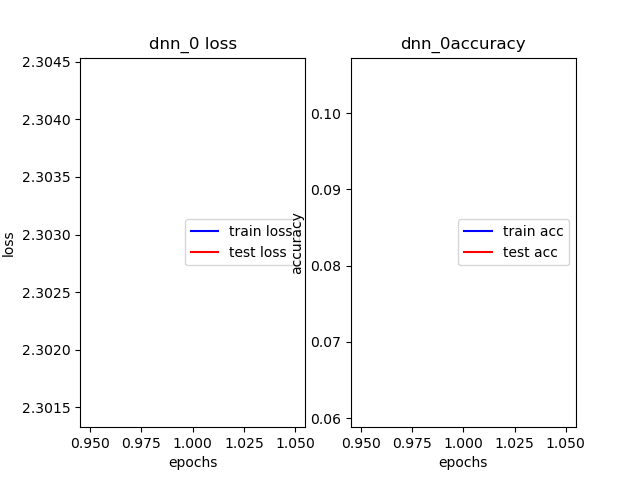 dnn_0 loss
2.3045
2.3040
2.3035
2.3030
2.3025
2.3020
2.3015
loss
train loss
test loss
0.950 0.975 1.000 1.025 1.050
epochs
dnn_0accuracy
0.10
0.09
0.08
0.07
0.06
accuracy
train acc
test acc
0.950 0.975 1.000 1.025 1.050
epochs